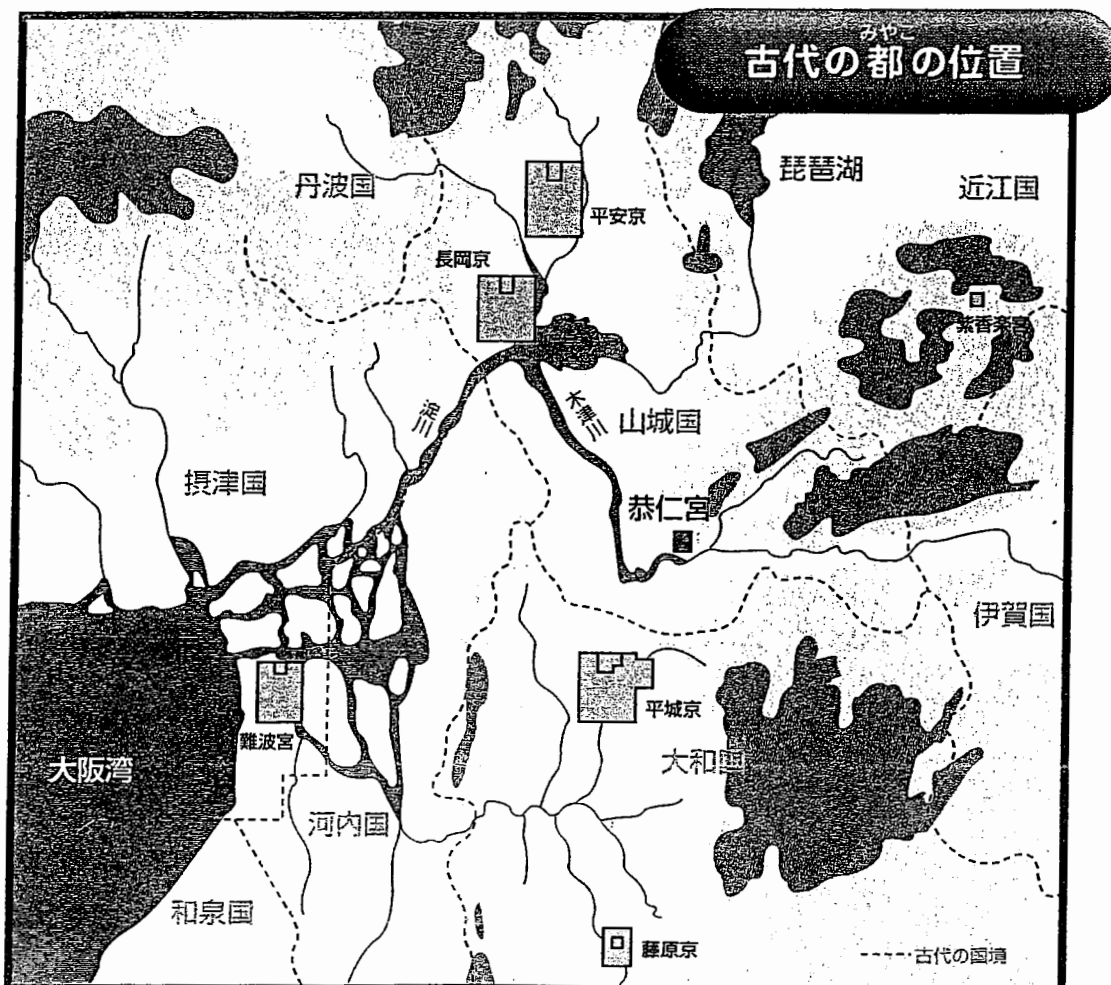 みやこ
古代の都の位置
琵琶湖
近江国
丹波国
平安京
長岡京
紫香楽宮
淀川
木津川
山城国
摂津国
恭仁宮
伊賀国
難波宮
平城京
大阪湾
大和国
河内国
和泉国
藤原京
古代の国境